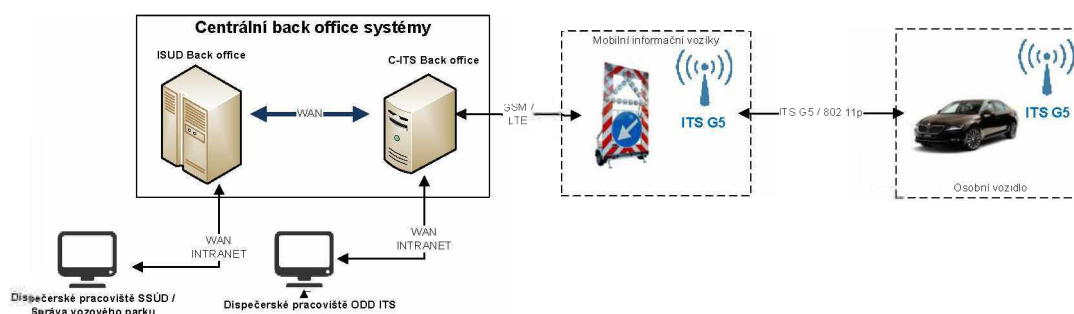 Centrální back office systémy
ISUD Back office
C-ITS Back office
WAN
GSM /
LTE
Mobilní informační vozíky
ITS G5
ITS G5 / 802 11p
ITS G5
Osobní vozidlo
WAN
INTRANET
WAN
INTRANET
Dispečerské pracoviště SSÚD /
Správa vozového parku
Dispečerské pracoviště ODD ITS